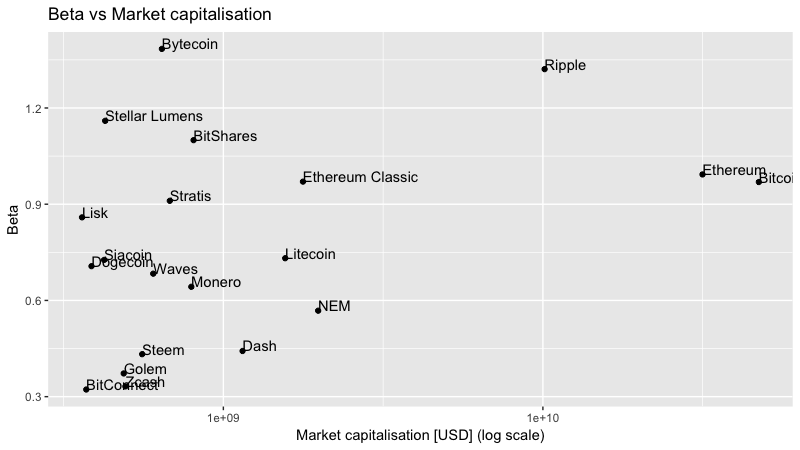 Beta vs Market capitalisation
Bytecoin
Ripple
1.2
Stellar Lumens
BitShares
Ethereum Classic
Ethereum
Bitcoi
0.9
Stratis
Lisk
Beta
Siacoin
Litecoin
Dogecoin
Waves
Monero
0.6
NEM
Steem
Dash
Golem
Zcash
BitConnect
0.3
1e+09
1e+10
Market capitalisation [USD] (log scale)